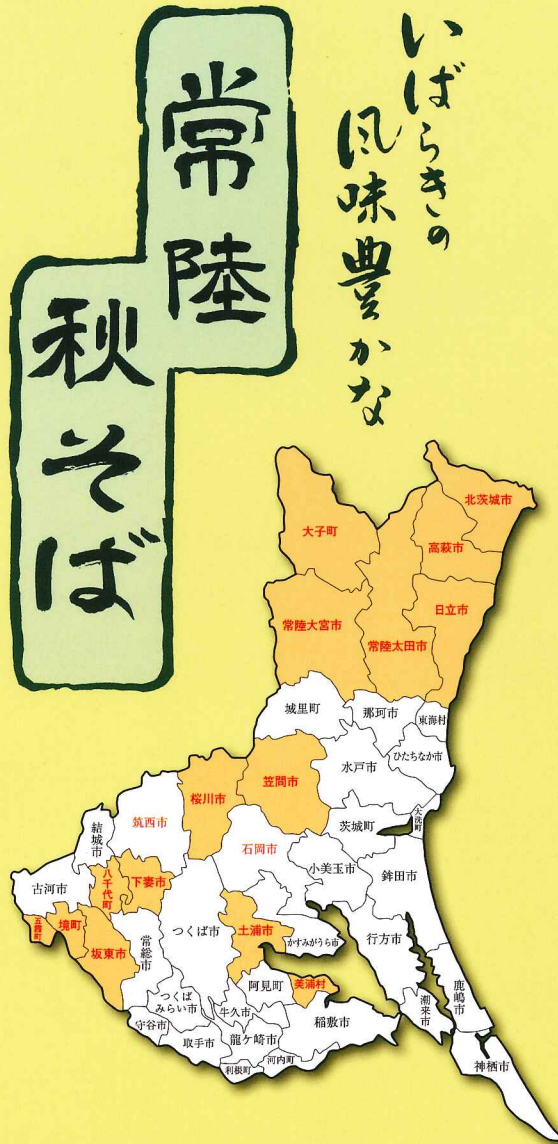 いばらきの
風味豊かな
常陸
秋そば
北茨城市
大子町
高萩市
日立市
常陸大宮市
常陸太田市
城里町
那珂市
東海村
ひたちなか市
水戸市
笠間市
桜川市
筑西市
茨城町
大洗町
結城市
石岡市
小美玉市
鉾田市
八千代町
下妻市
古河市
五霞町
境町
坂東市
常総市
つくば市
土浦市
かすみがうら市
行方市
阿見町
美浦村
つくば
みらい市
牛久市
稲敷市
潮来市
鹿嶋市
守谷市
取手市
龍ケ崎市
利根町
河内町
神栖市